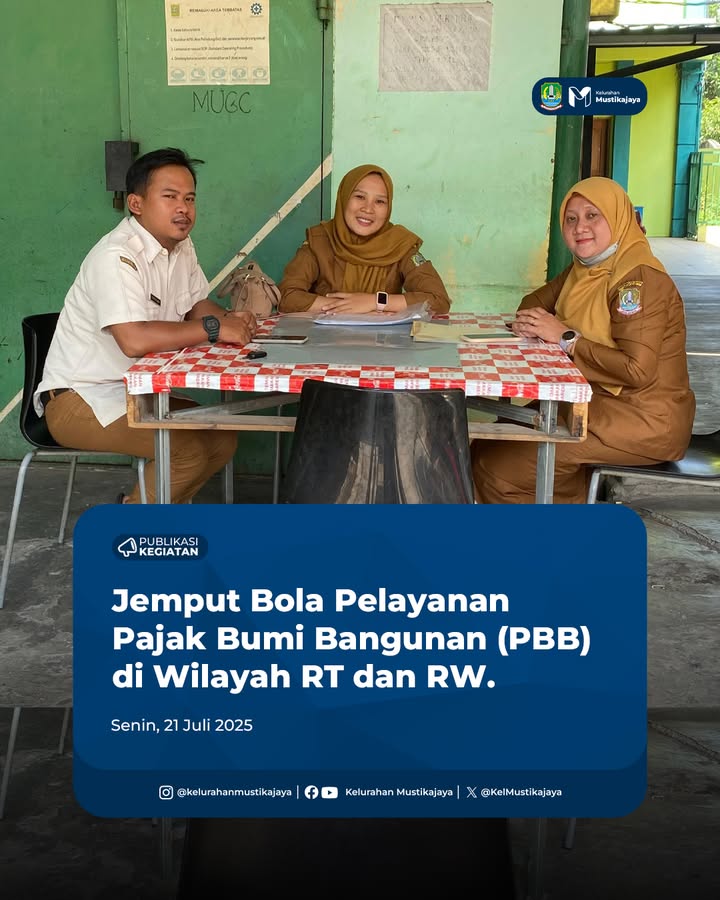 MUGC
Kelurahan
Mustikajaya
PUBLIKASI
KEGIATAN
Jemput Bola Pelayanan
Pajak Bumi Bangunan (PBB)
di Wilayah RT dan RW.
Senin, 21 Juli 2025
@kelurahanmustikajaya | Kelurahan Mustikajaya | @KelMustikajaya